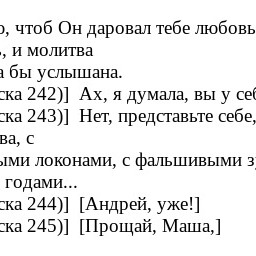 , чтоб Он даровал тебе любовь
, и молитва
а бы услышана.
ска 242)] Ах, я думала, вы у
ска 243)] Нет, представьте себе,
ва, с
ыми локонами, с фальшивыми
годами...
ска 244)] [Андрей, уже!]
ска 245)] [Прощай, Маша,]